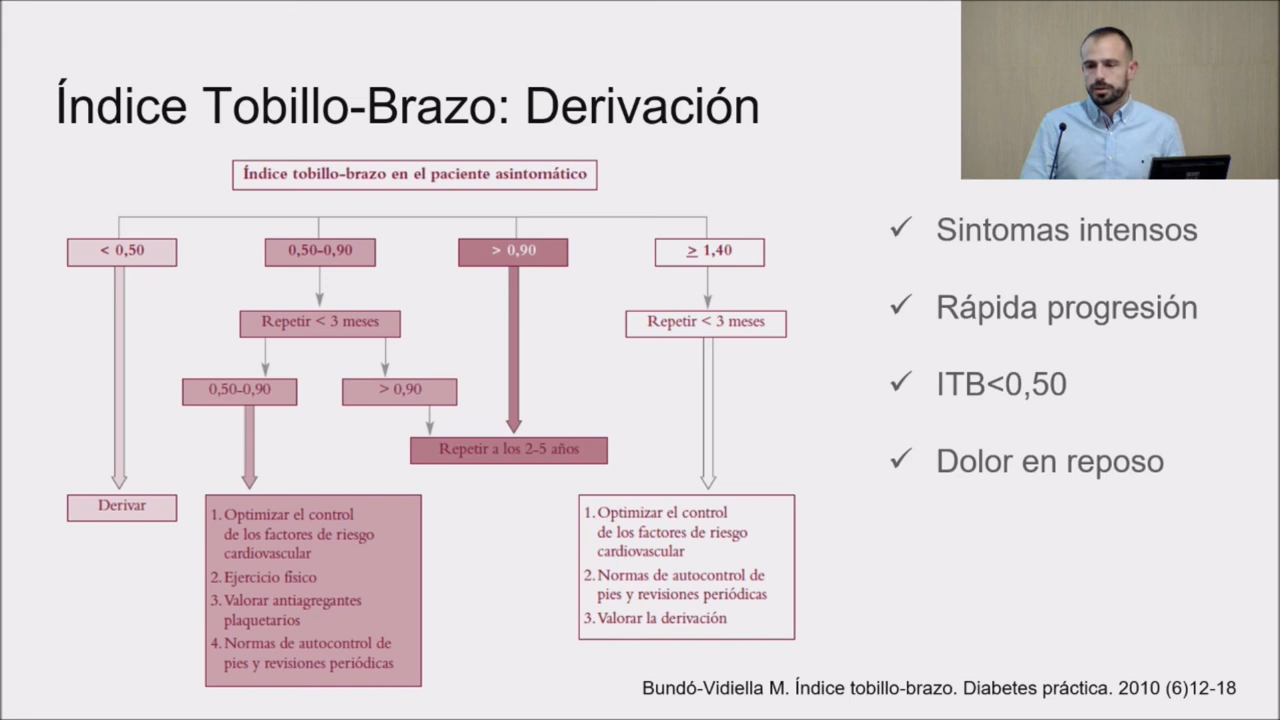 Índice Tobillo-Brazo: Derivación
Índice tobillo-brazo en el paciente asintomático
< 0,50
0,50-0,90
> 0,90
≥ 1,40
Repetir < 3 meses
Repetir < 3 meses
0,50-0,90
> 0,90
Repetir a los 2-5 años
Derivar
1. Optimizar el control
de los factores de riesgo
cardiovascular
2. Ejercicio físico
3. Valorar antiagregantes
plaquetarios
4. Normas de autocontrol de
pies y revisiones periódicas
1. Optimizar el control
de los factores de riesgo
cardiovascular
2. Normas de autocontrol de
pies y revisiones periódicas
3. Valorar la derivación
✓ Sintomas intensos
✓ Rápida progresión
✓ ITB<0,50
✓ Dolor en reposo
Bundó-Vidiella M. Índice tobillo-brazo. Diabetes práctica. 2010 (6)12-18